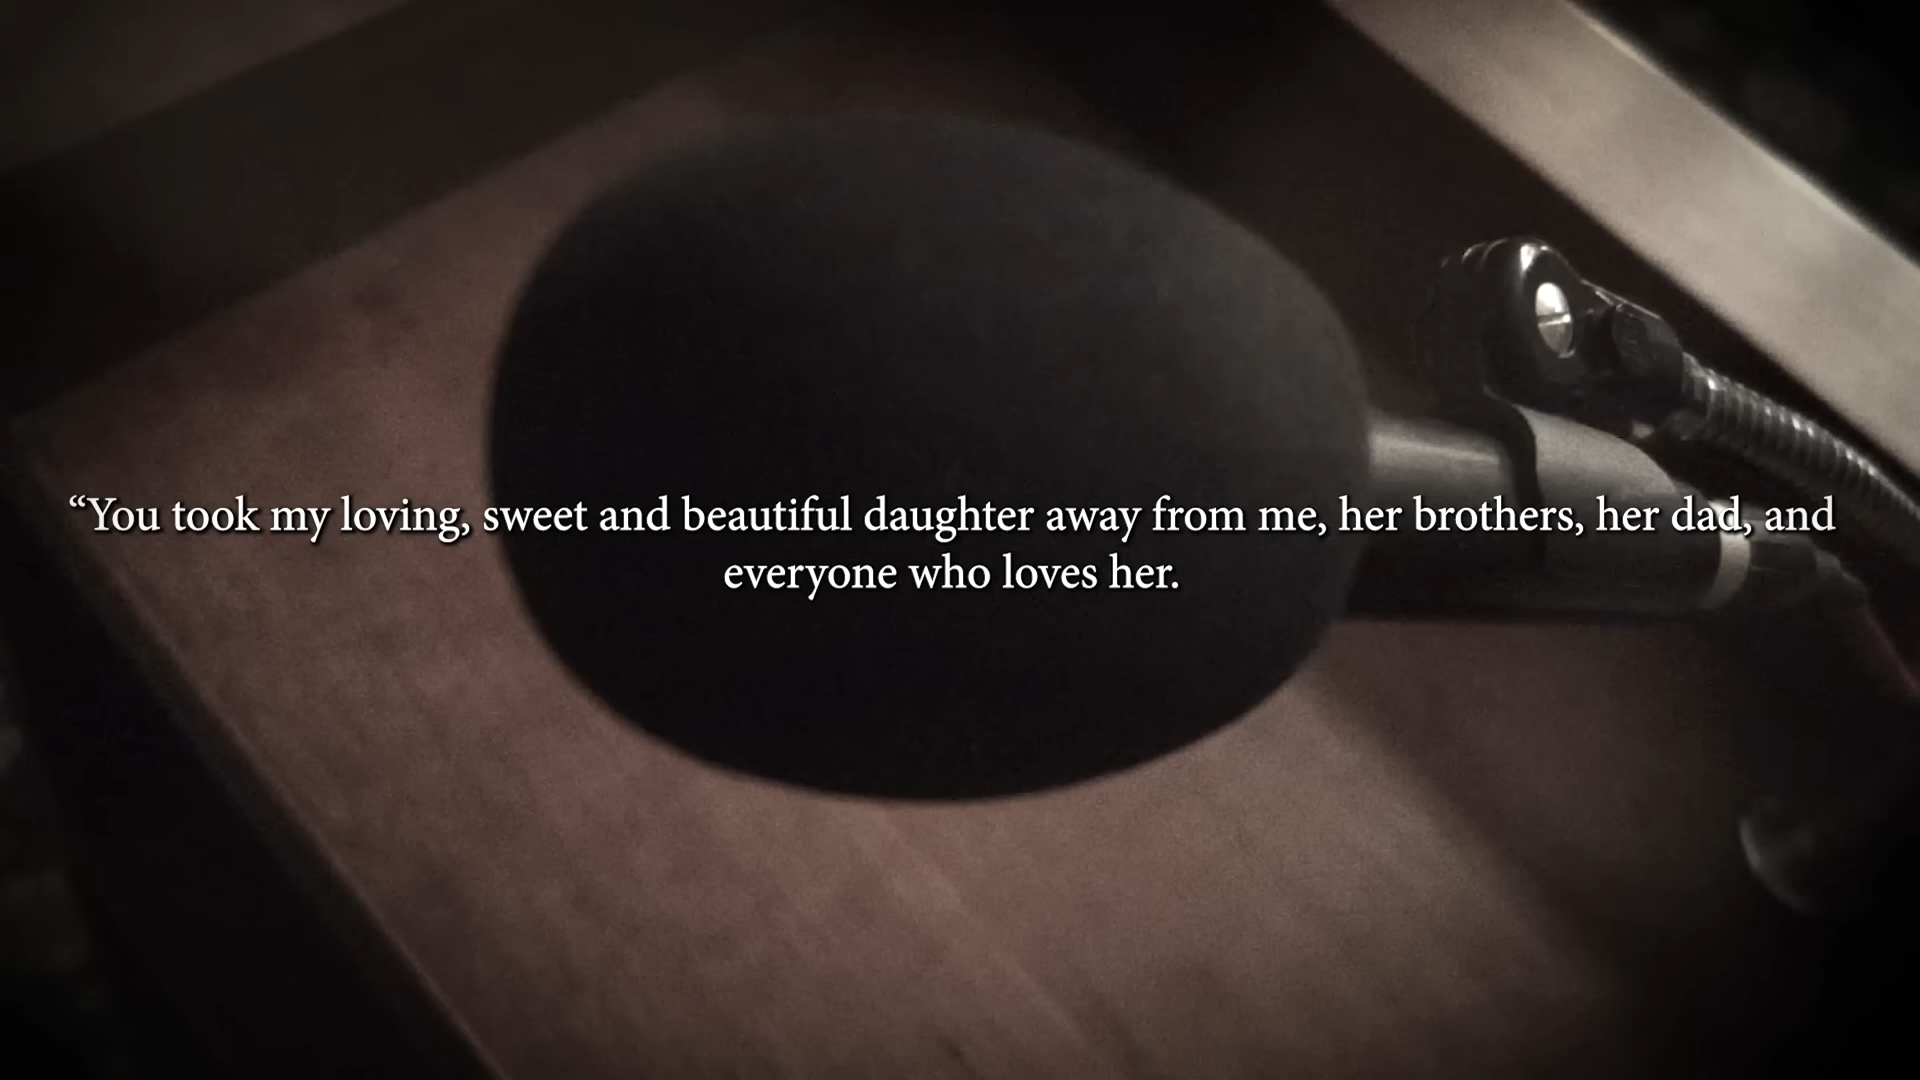 “You took my loving, sweet and beautiful daughter away from me, her brothers, her dad, and
everyone who loves her.